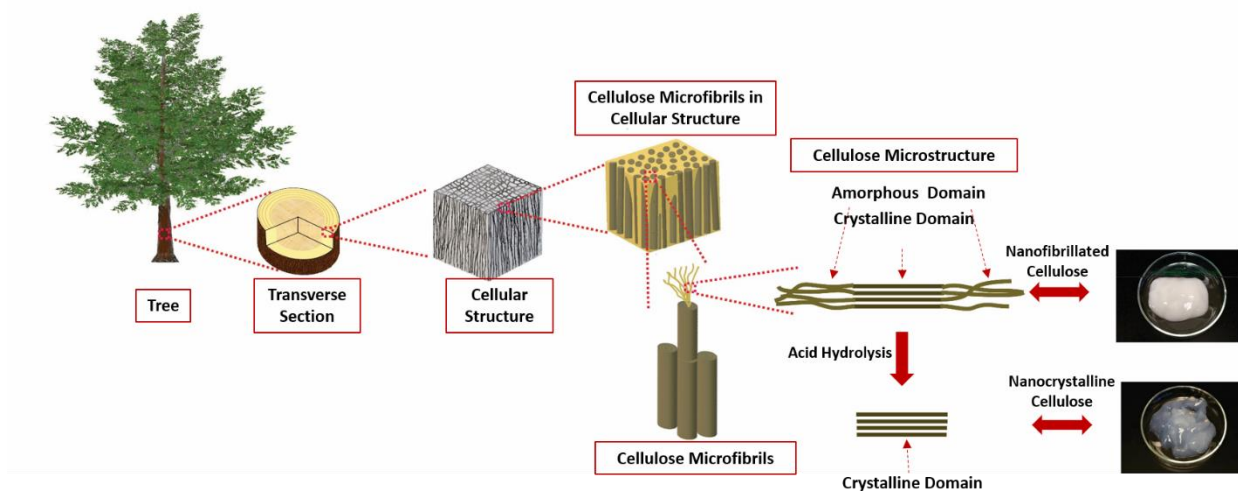 Tree
Transverse
Section
Cellular
Structure
Cellulose Microfibrils in
Cellular Structure
Cellulose Microfibrils
Cellulose Microstructure
Amorphous Domain
Crystalline Domain
Nanofibrillated
Cellulose
Acid Hydrolysis
Nanocrystalline
Cellulose
Crystalline Domain